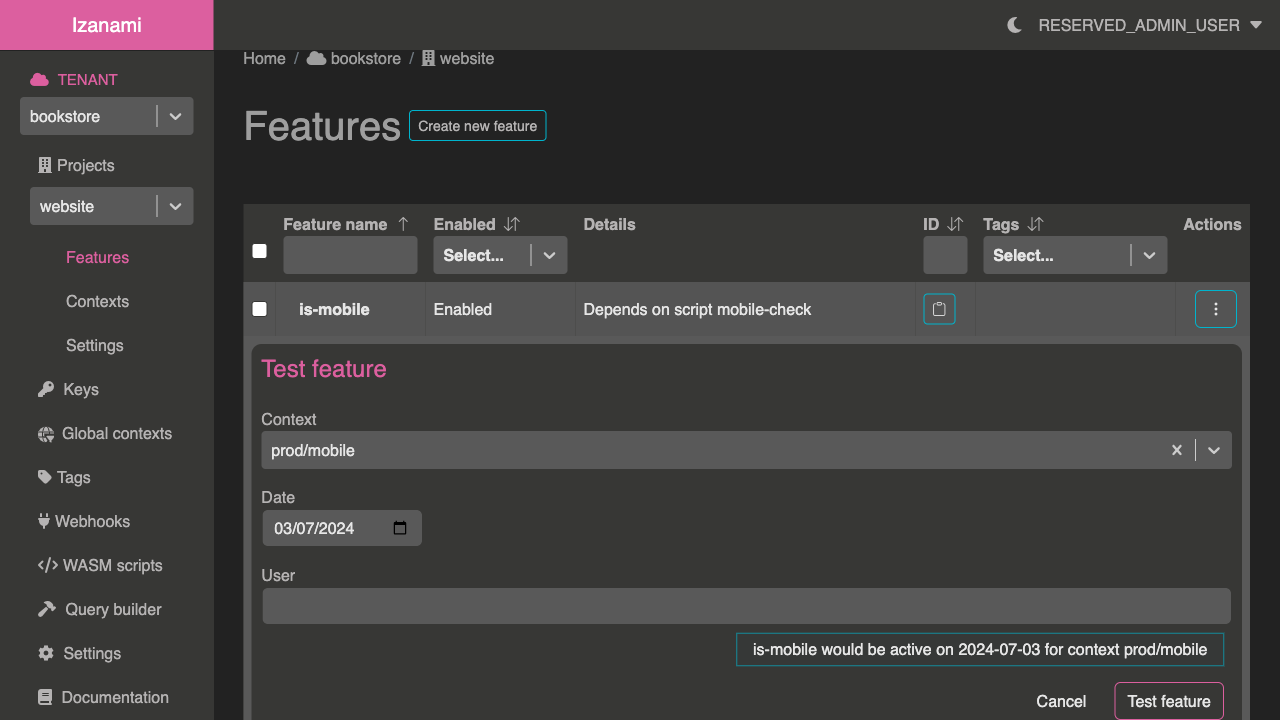 Izanami
RESERVED_ADMIN_USER
TENANT
bookstore
Projects
website
Features
Contexts
Settings
Keys
Global contexts
Tags
Webhooks
WASM scripts
Query builder
Settings
Documentation
Home / bookstore / website
Features Create new feature
Feature name Enabled Details ID Tags Actions
Select... Select...
is-mobile Enabled Depends on script mobile-check
Test feature
Context
prod/mobile
Date
03/07/2024
User
is-mobile would be active on 2024-07-03 for context prod/mobile
Cancel Test feature